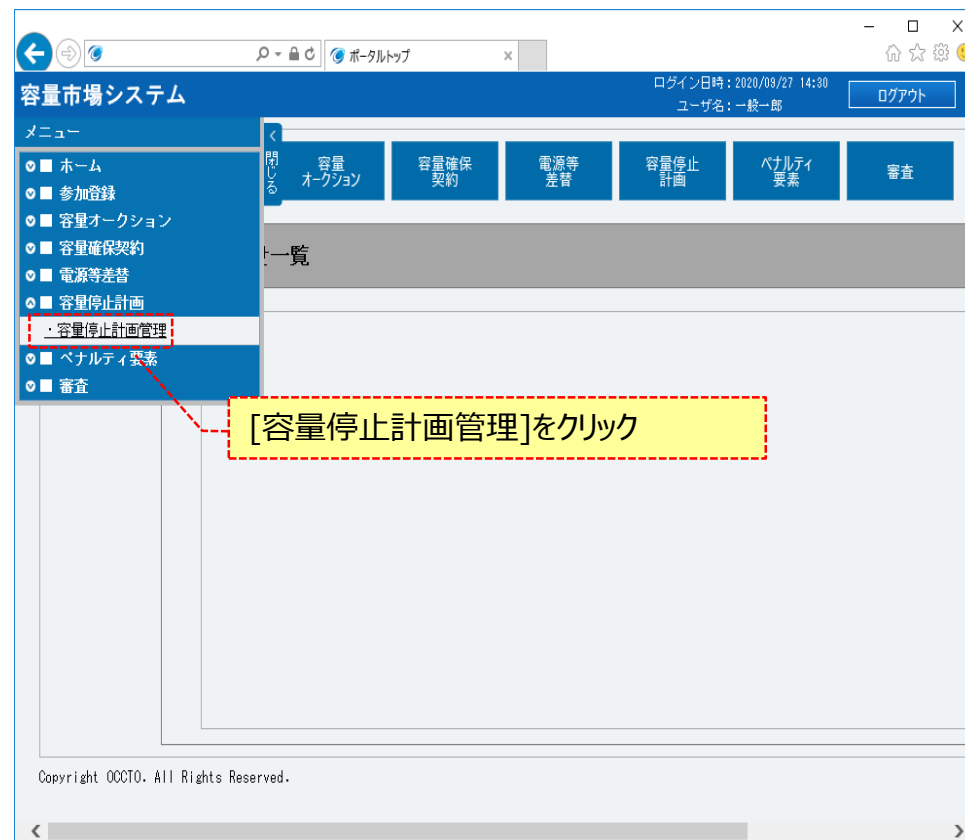 ポータルトップ
容量市場システム
ログイン日時：2020/09/27 14:30
ユーザ名：一般一郎
ログアウト
メニュー
閉じる
ホーム
参加登録
容量オークション
容量確保契約
電源等差替
容量停止計画
・容量停止計画管理
ペナルティ要素
審査
容量
オークション
容量確保
契約
電源等
差替
容量停止
計画
ペナルティ
要素
審査
一覧
[容量停止計画管理]をクリック
Copyright OCCTO. All Rights Reserved.